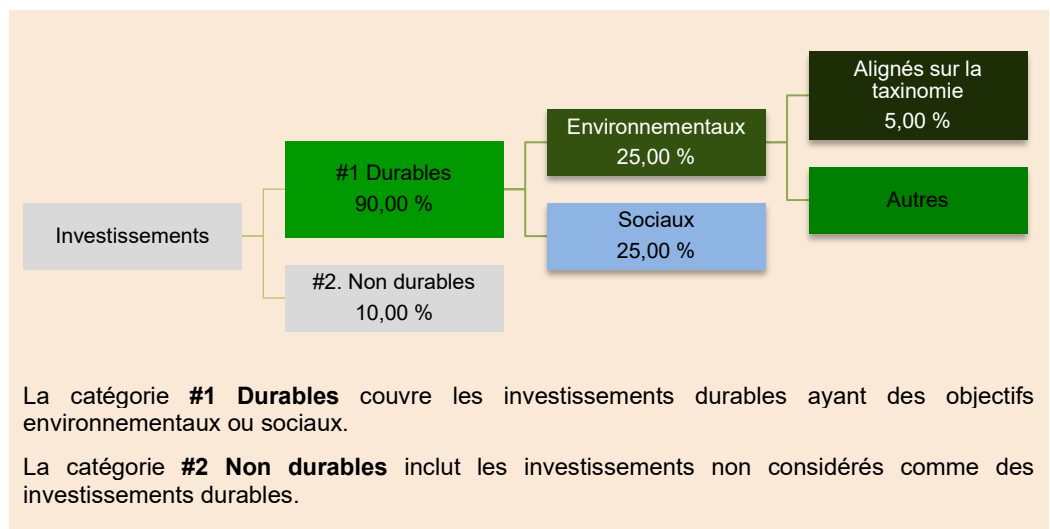 Alignés sur la
taxinomie
5,00 %
Environnementaux
25,00 %
#1 Durables
90,00 %
Autres
Investissements
Sociaux
25,00 %
#2. Non durables
10,00 %
La catégorie #1 Durables couvre les investissements durables ayant des objectifs
environnementaux ou sociaux.
La catégorie #2 Non durables inclut les investissements non considérés comme des
investissements durables.